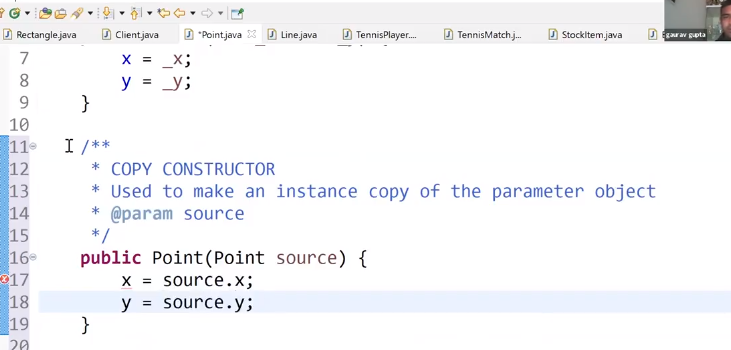 Rectangle.java Client.java *Point.java Line.java TennisPlayer.... TennisMatch.j... StockItem.java
gaurav gupta
7 x = _x;
8 y = _y;
9 }
10
11 /**
12 * COPY CONSTRUCTOR
13 * Used to make an instance copy of the parameter object
14 * @param source
15 */
16 public Point(Point source) {
17 x = source.x;
18 y = source.y;
19 }
20